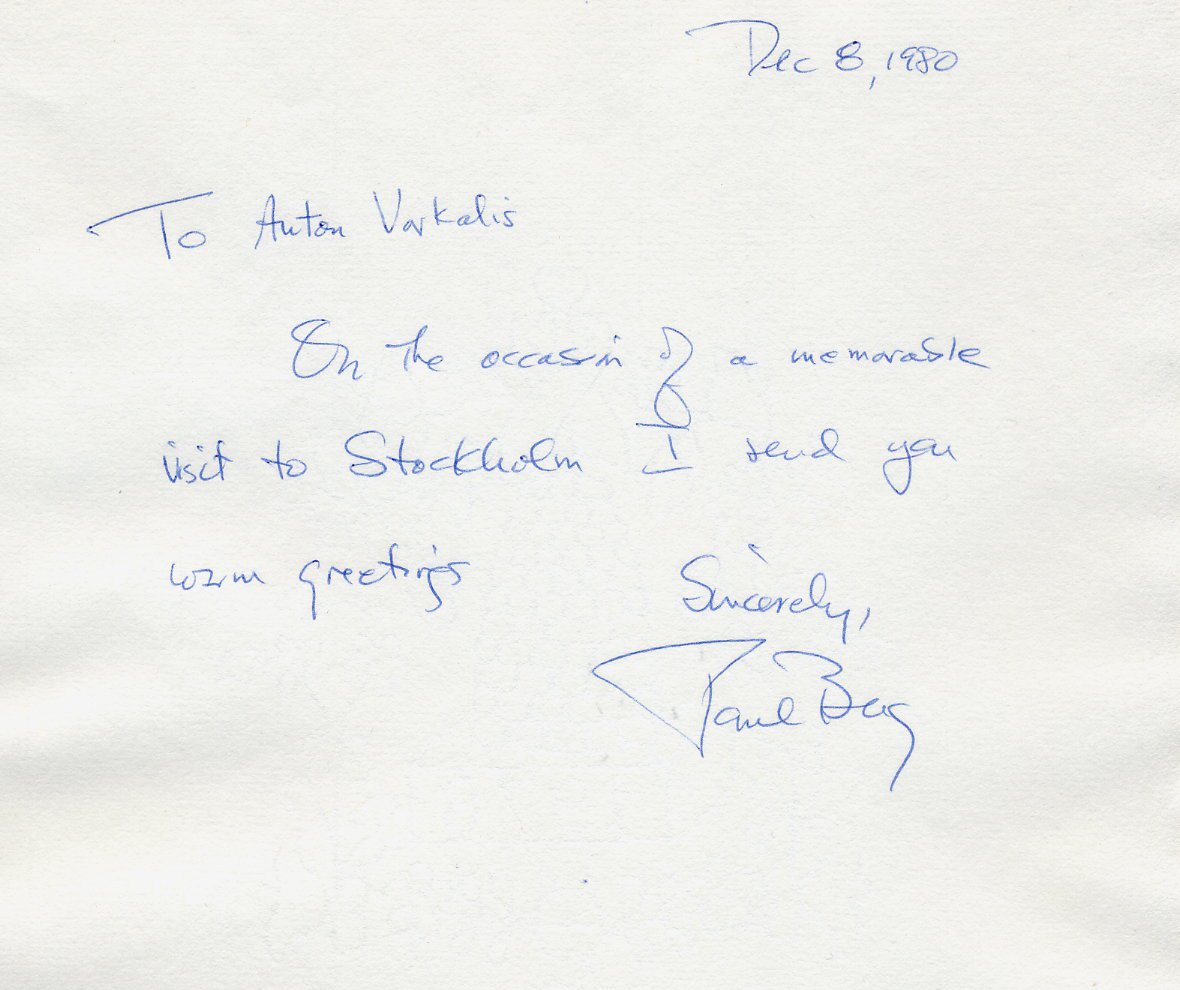 Dec 8, 1980
To Anton Varkalis
On the occasion of a memorable
visit to Stockholm I send you
warm greetings
Sincerely,
Paul Berg